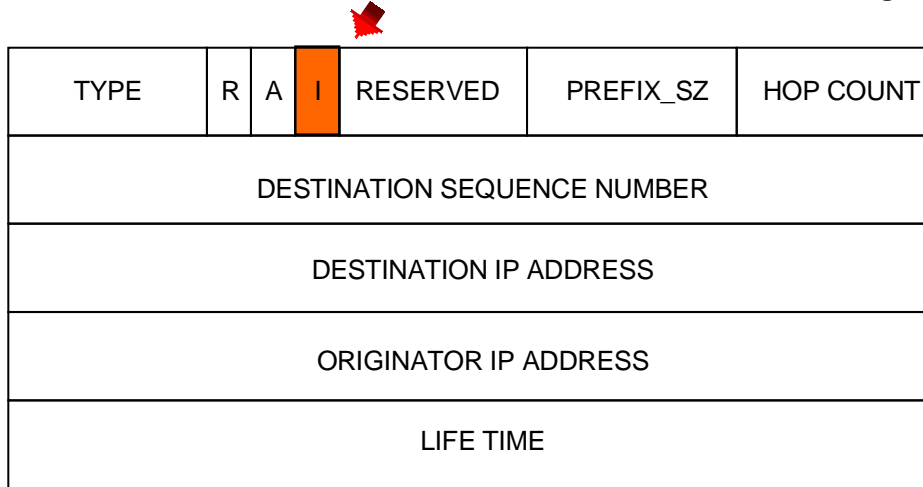 TYPE R A I RESERVED PREFIX_SZ HOP COUNT
DESTINATION SEQUENCE NUMBER
DESTINATION IP ADDRESS
ORIGINATOR IP ADDRESS
LIFE TIME